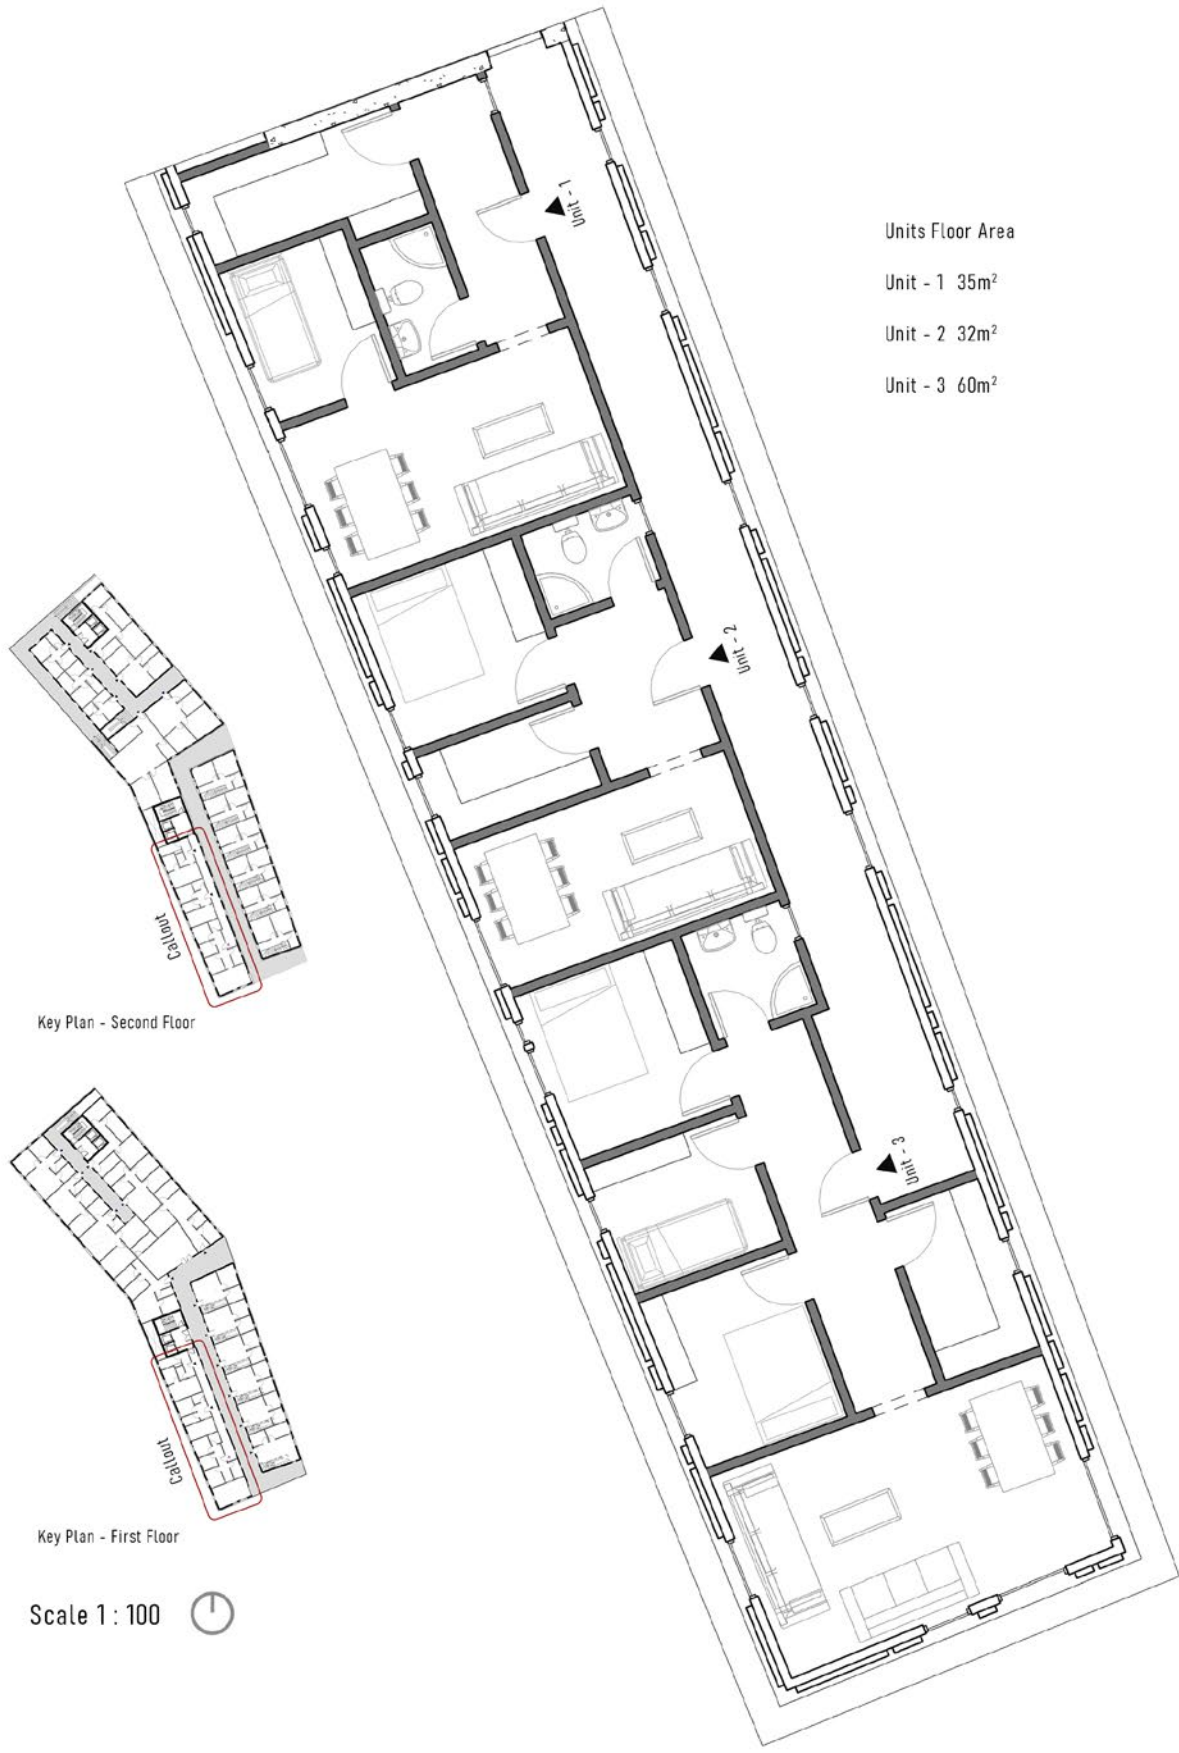 Unit - 1
Units Floor Area
Unit - 1 35m²
Unit - 2 32m²
Unit - 3 60m²
Unit - 2
Callout
Key Plan - Second Floor
Unit - 3
Callout
Key Plan - First Floor
Scale 1 : 100